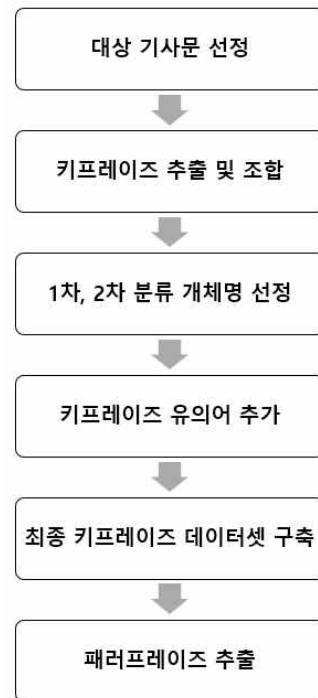 대상 기사문 선정
키프레이즈 추출 및 조합
1차, 2차 분류 개체명 선정
키프레이즈 유의어 추가
최종 키프레이즈 데이터셋 구축
패러프레이즈 추출